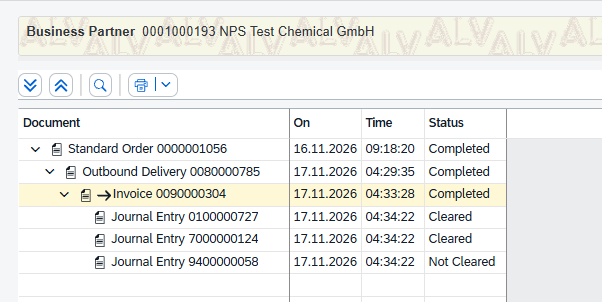 Business Partner 0001000193 NPS Test Chemical GmbH
Document On Time Status
Standard Order 0000001056 16.11.2026 09:18:20 Completed
Outbound Delivery 0080000785 17.11.2026 04:29:35 Completed
Invoice 0090000304 17.11.2026 04:33:28 Completed
Journal Entry 0100000727 17.11.2026 04:34:22 Cleared
Journal Entry 7000000124 17.11.2026 04:34:22 Cleared
Journal Entry 9400000058 17.11.2026 04:34:22 Not Cleared